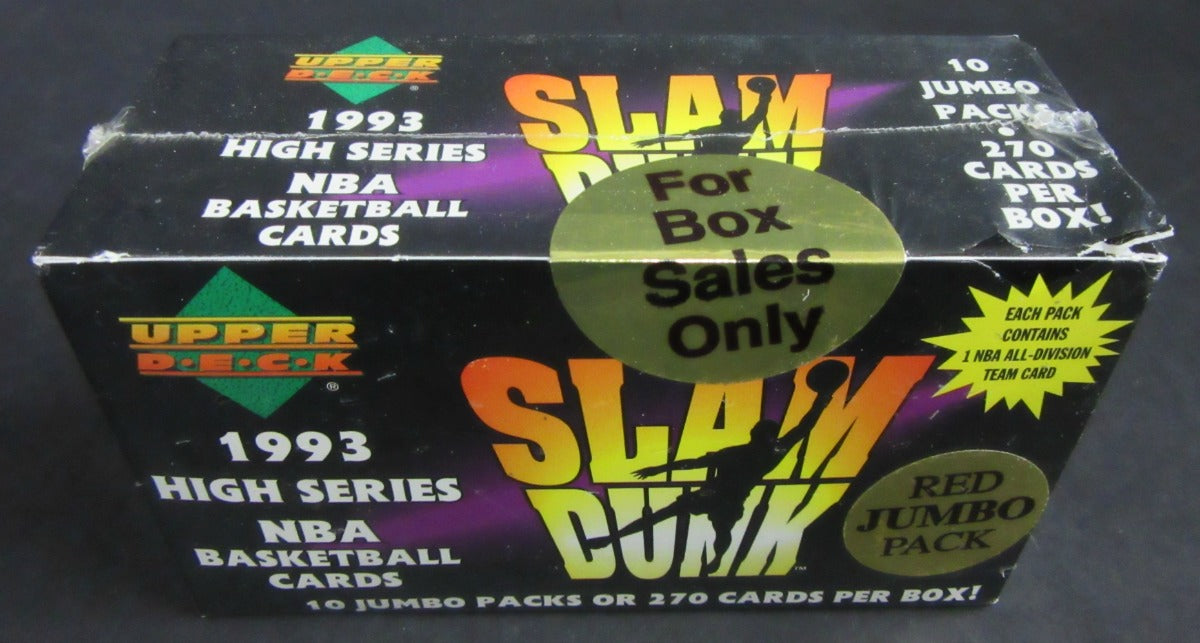 UPPER
D·E·C·K
®
1993
HIGH SERIES
NBA
BASKETBALL
CARDS
SLAM
DUNK
10
JUMBO
PACKS
•
270
CARDS
PER
BOX!
For
Box
Sales
Only
UPPER
D·E·C·K
®
1993
HIGH SERIES
NBA
BASKETBALL
CARDS
SLAM
DUNK
™
EACH PACK
CONTAINS
1 NBA ALL-DIVISION
TEAM CARD
RED
JUMBO
PACK
10 JUMBO PACKS OR 270 CARDS PER BOX!